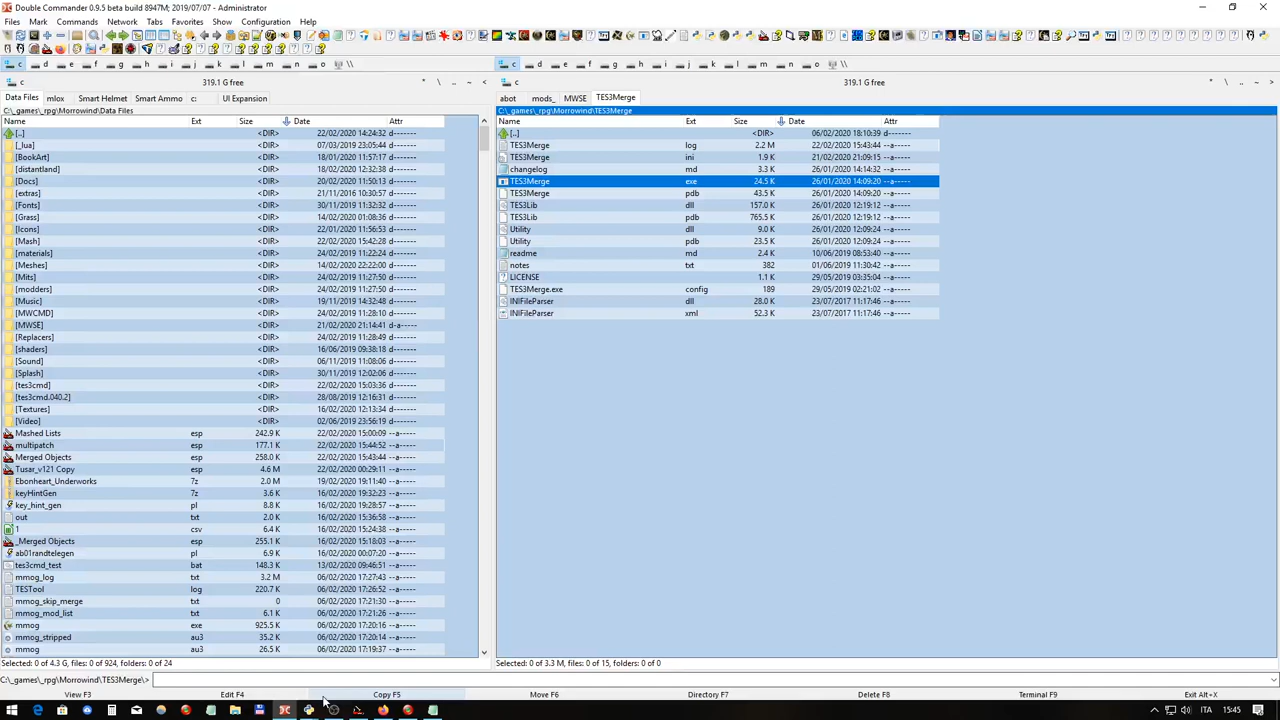 Double Commander 0.9.5 beta build 8947M; 2019/07/07 - Administrator
Files Mark Commands Network Tabs Favorites Show Configuration Help
c d e f g h i j k l m n o \\ c d e f g h i j k l m n o \\
c 319.1 G free * \ .. ~ < c 319.1 G free * \ .. ~ >
Data Files mlox Smart Helmet Smart Ammo c: UI Expansion abot mods_ MWSE TES3Merge
C:\_games\_rpg\Morrowind\Data Files C:\_games\_rpg\Morrowind\TES3Merge
Name Ext Size Date Attr Name Ext Size Date Attr
[..] <DIR> 22/02/2020 14:24:32 d------- [..] <DIR> 06/02/2020 18:10:39 d-------
[_lua] <DIR> 07/03/2019 23:05:44 d------- TES3Merge log 2.2 M 22/02/2020 15:43:44 --a-----
[BookArt] <DIR> 18/01/2020 11:57:17 d------- TES3Merge ini 1.9 K 21/02/2020 21:09:15 --a-----
[distantland] <DIR> 18/02/2020 12:32:38 d------- changelog md 3.3 K 26/01/2020 14:14:32 --a-----
[Docs] <DIR> 20/02/2020 11:50:13 d------- TES3Merge exe 24.5 K 26/01/2020 14:09:20 --a-----
[extras] <DIR> 21/11/2016 10:30:57 d------- TES3Merge pdb 43.5 K 26/01/2020 14:09:20 --a-----
[Fonts] <DIR> 30/11/2019 11:32:32 d------- TES3Lib dll 157.0 K 26/01/2020 12:19:12 --a-----
[Grass] <DIR> 14/02/2020 01:08:36 d------- TES3Lib pdb 765.5 K 26/01/2020 12:19:12 --a-----
[Icons] <DIR> 22/01/2020 11:56:53 d------- Utility dll 9.0 K 26/01/2020 12:09:24 --a-----
[Mash] <DIR> 22/02/2020 15:42:28 d------- Utility pdb 23.5 K 26/01/2020 12:09:24 --a-----
[materials] <DIR> 24/02/2019 11:22:24 d------- readme md 2.4 K 10/06/2019 08:53:40 --a-----
[Meshes] <DIR> 14/02/2020 22:22:00 d------- notes txt 382 01/06/2019 11:30:42 --a-----
[Mits] <DIR> 24/02/2019 11:27:50 d------- LICENSE 1.1 K 29/05/2019 03:35:04 --a-----
[modders] <DIR> 24/02/2019 11:27:50 d------- TES3Merge.exe config 189 29/05/2019 02:21:02 --a-----
[Music] <DIR> 19/11/2019 14:32:48 d------- INIFileParser dll 28.0 K 23/07/2017 11:17:46 --a-----
[MWCMD] <DIR> 24/02/2019 11:28:10 d------- INIFileParser xml 52.3 K 23/07/2017 11:17:46 --a-----
[MWSE] <DIR> 21/02/2020 21:14:41 d-a-----
[Replacers] <DIR> 24/02/2019 11:28:49 d-------
[shaders] <DIR> 16/09/2019 09:38:18 d-------
[Sound] <DIR> 06/11/2019 11:08:06 d-------
[Splash] <DIR> 30/11/2019 12:02:06 d-------
[tes3cmd] <DIR> 22/02/2020 15:03:36 d-------
[tes3cmd.040.2] <DIR> 28/08/2019 12:16:31 d-------
[Textures] <DIR> 16/02/2020 12:13:34 d-------
[Video] <DIR> 02/06/2019 23:56:19 d-------
Mashed Lists esp 242.9 K 22/02/2020 15:00:09 --a-----
multipatch esp 177.1 K 22/02/2020 15:44:52 --a-----
Merged Objects esp 258.0 K 22/02/2020 15:43:44 --a-----
Tusar_v121 Copy esp 4.6 M 22/02/2020 00:29:11 --a-----
Ebonheart_Underworks 7z 2.0 M 19/02/2020 19:11:40 --a-----
keyHintGen 7z 3.6 K 16/02/2020 19:32:23 --a-----
key_hint_gen pl 8.8 K 16/02/2020 19:28:57 --a-----
out txt 2.0 K 16/02/2020 15:36:58 --a-----
1 csv 6.4 K 16/02/2020 15:24:38 --a-----
_Merged Objects esp 255.1 K 16/02/2020 15:18:03 --a-----
ab01randtelegen pl 6.9 K 16/02/2020 00:07:20 --a-----
tes3cmd_test bat 148.3 K 13/02/2020 09:46:51 --a-----
mmog_log txt 3.2 M 06/02/2020 17:27:43 --a-----
TESTool log 220.7 K 06/02/2020 17:26:52 --a-----
mmog_skip_merge txt 0 06/02/2020 17:21:30 --a-----
mmog_mod_list txt 6.1 K 06/02/2020 17:21:26 --a-----
mmog exe 925.5 K 06/02/2020 17:20:16 --a-----
mmog_stripped au3 35.2 K 06/02/2020 17:20:14 --a-----
mmog au3 26.5 K 06/02/2020 17:19:37 --a-----
Selected: 0 of 4.3 G, files: 0 of 924, folders: 0 of 24 Selected: 0 of 3.3 M, files: 0 of 15, folders: 0 of 0
C:\_games\_rpg\Morrowind\TES3Merge\>
View F3 Edit F4 Copy F5 Move F6 Directory F7 Delete F8 Terminal F9 Exit Alt+X
ITA 15:45